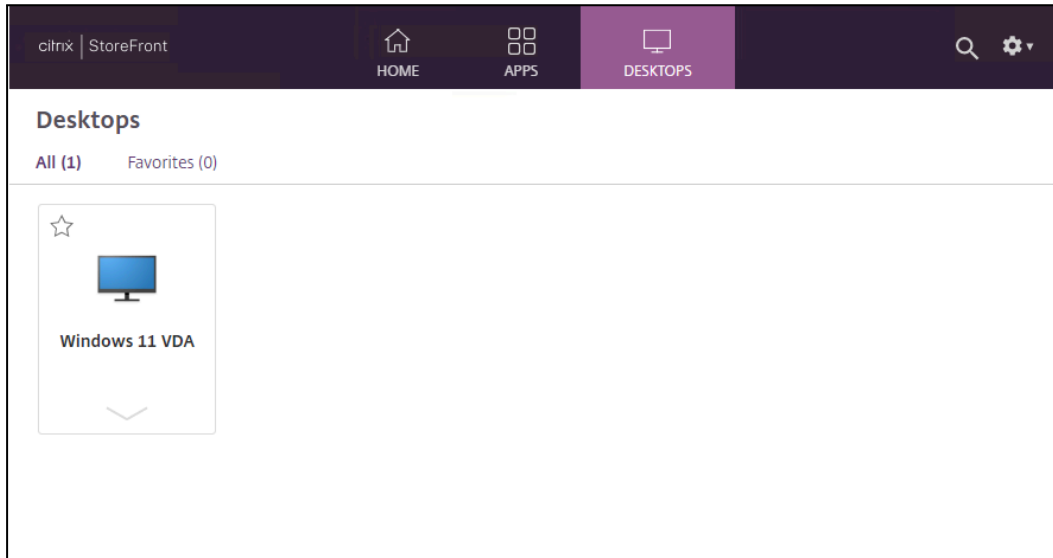 citrix | StoreFront
HOME
APPS
DESKTOPS
Desktops
All (1)
Favorites (0)
Windows 11 VDA